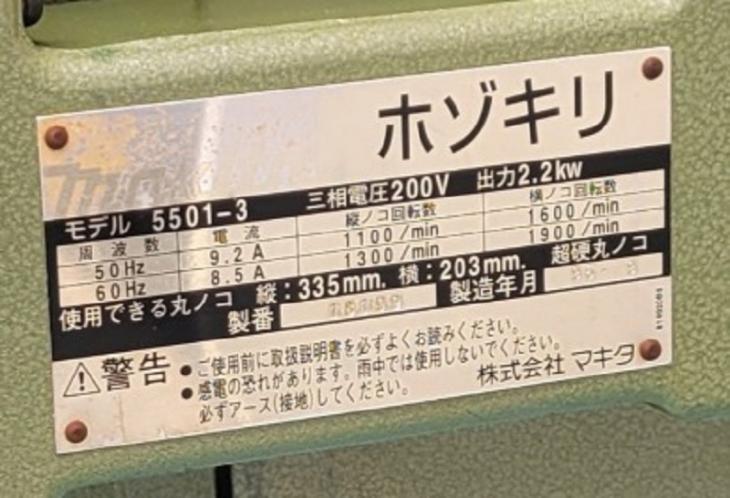 ホゾキリ
モデル 5501-3 三相電圧200V 出力2.2kw
周波数 電流 縦ノコ回転数 横ノコ回転数
50Hz 9.2A 1100/min 1600/min
60Hz 8.5A 1300/min 1900/min
使用できる丸ノコ 縦:335mm. 横:203mm. 超硬丸ノコ
製番 製造年月
警告
●ご使用前に取扱説明書を必ずよくお読みください。
●感電の恐れがあります。雨中では使用しないでください。
必ずアース(接地)してください。
株式会社 マキタ